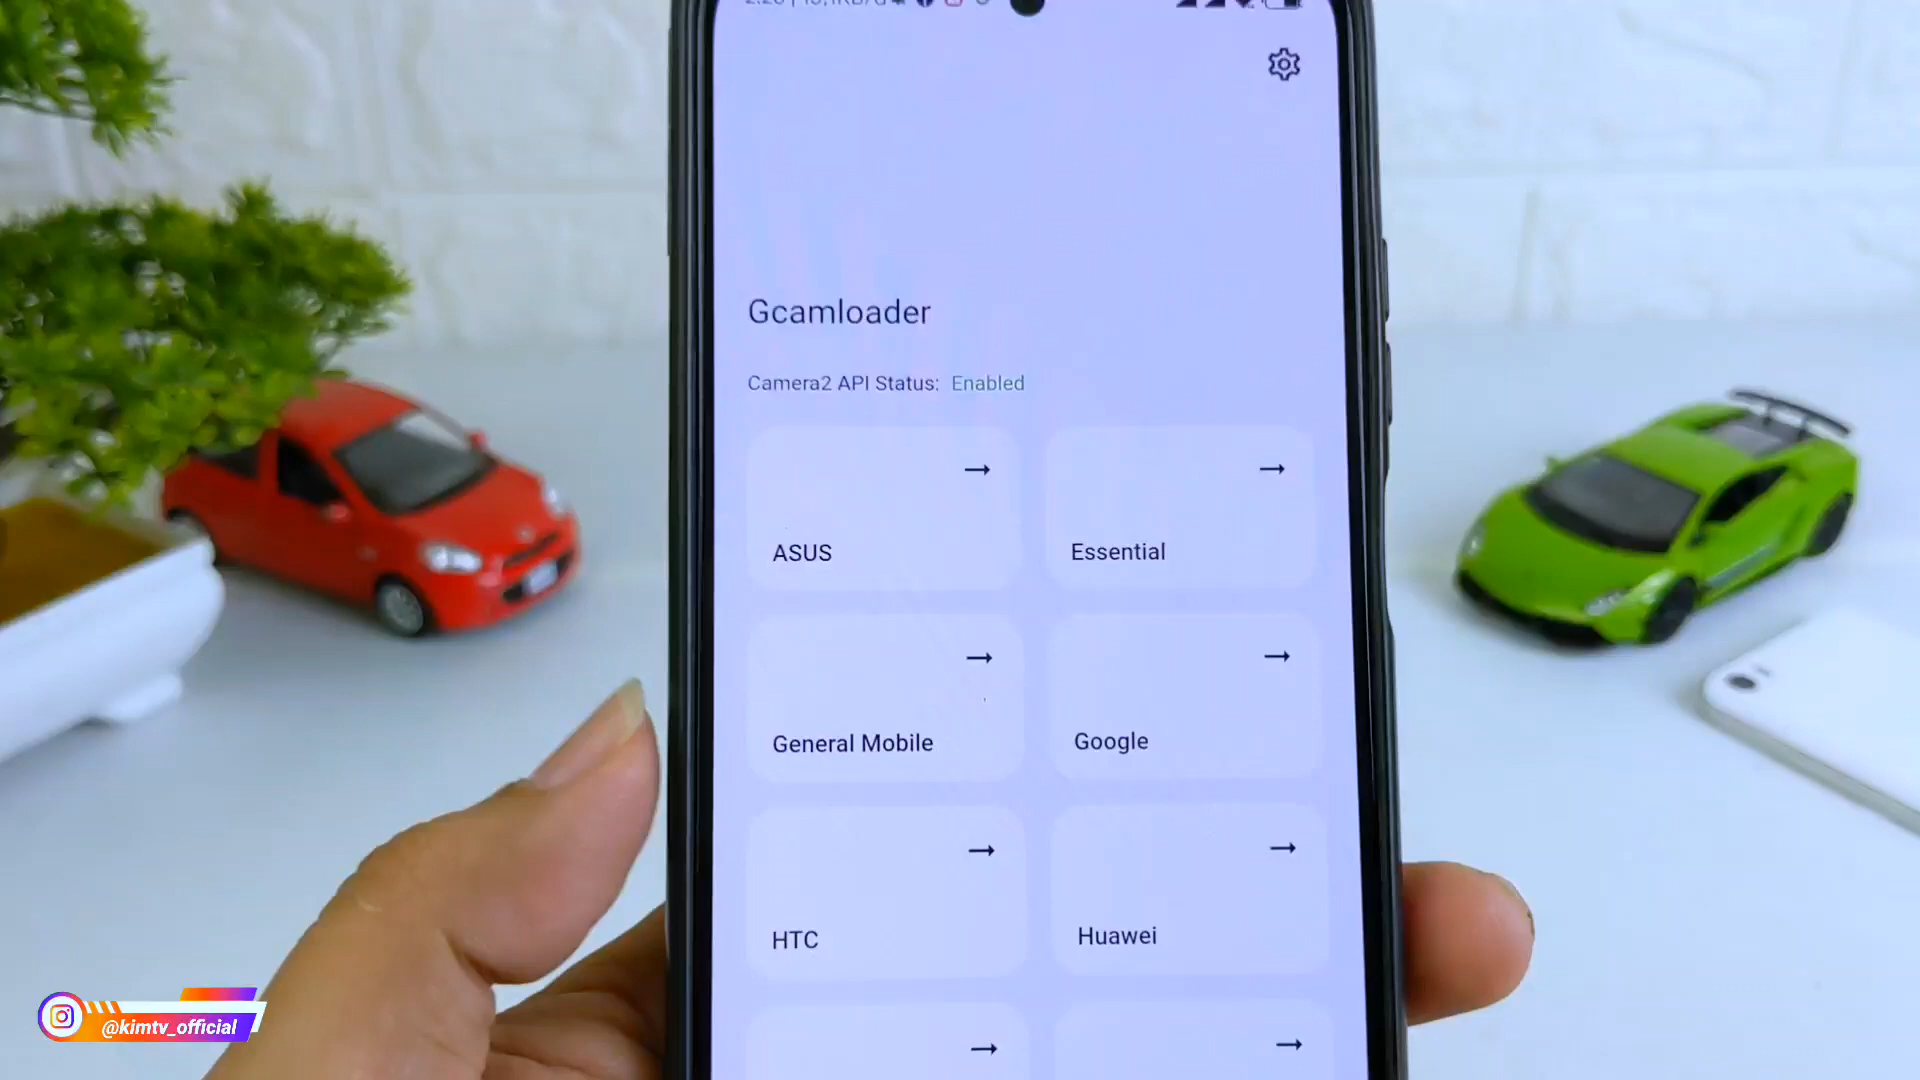 Gcamloader
Camera2 API Status: Enabled
ASUS
Essential
General Mobile
Google
HTC
Huawei
@kimtv_official